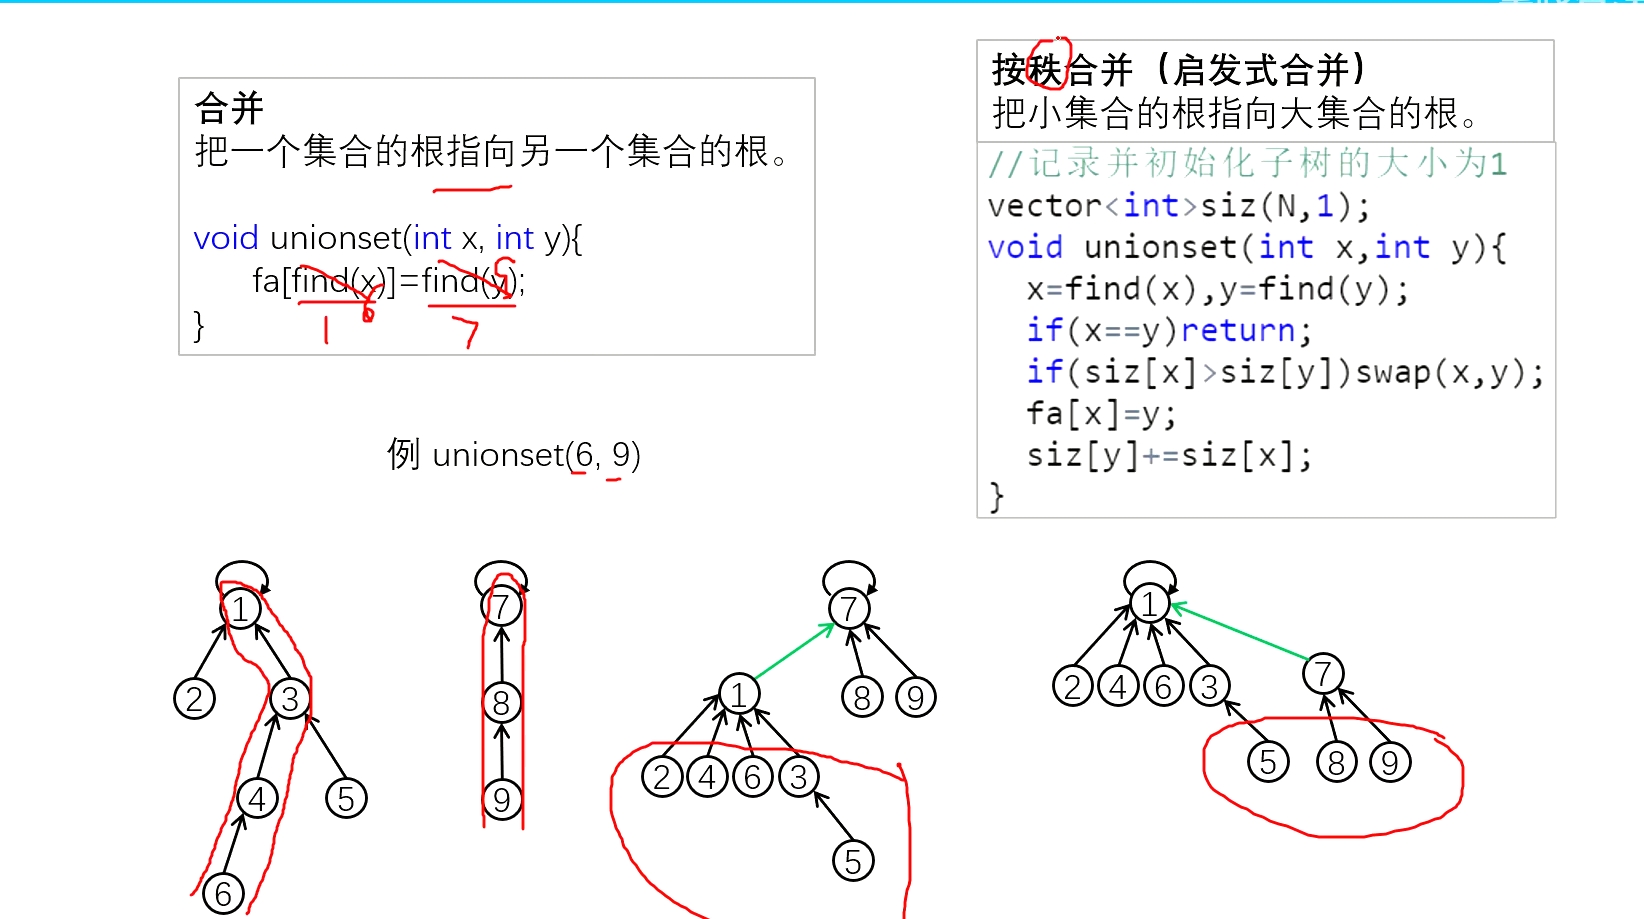 合并
把一个集合的根指向另一个集合的根。
void unionset(int x, int y){
fa[find(x)]=find(y);
}
6
9
1
7
例 unionset(6, 9)
按秩合并（启发式合并）
把小集合的根指向大集合的根。
//记录并初始化子树的大小为1
vector<int>siz(N,1);
void unionset(int x,int y){
x=find(x),y=find(y);
if(x==y)return;
if(siz[x]>siz[y])swap(x,y);
fa[x]=y;
siz[y]+=siz[x];
}
1
2
3
4
5
6
7
8
9
7
1
8
9
2
4
6
3
5
1
2
4
6
3
7
5
8
9